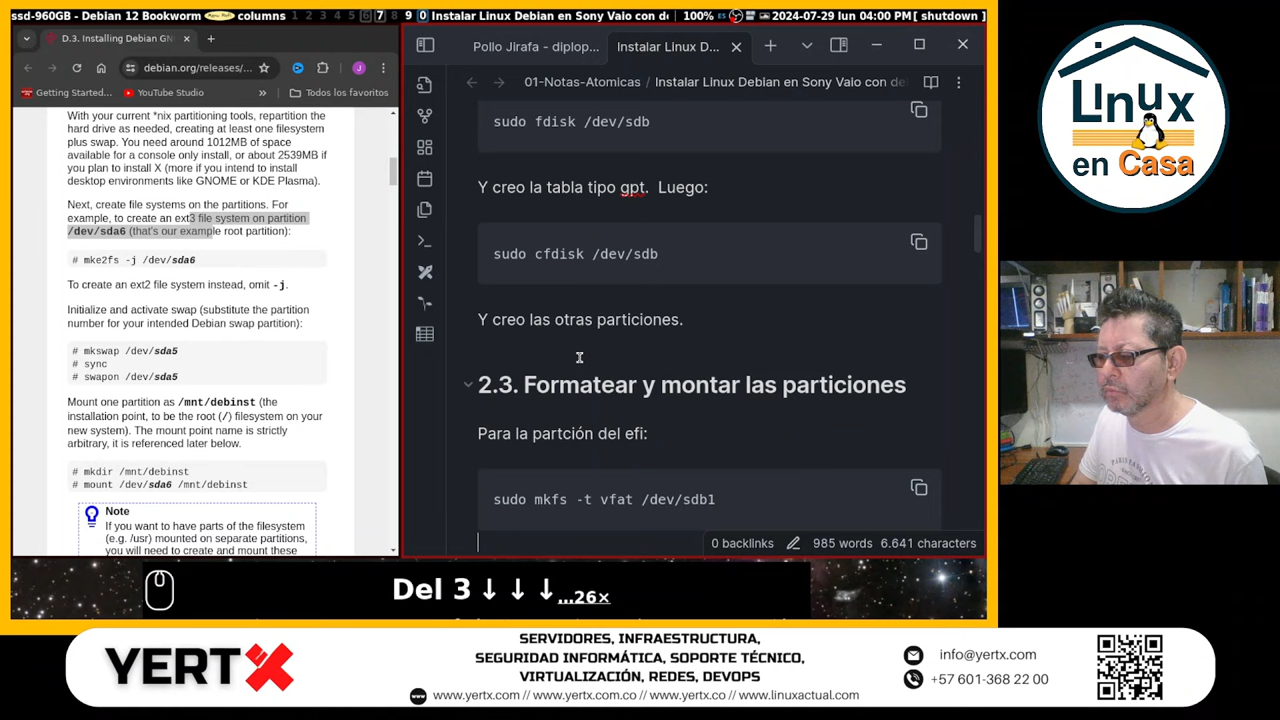 ssd-960GB - Debian 12 Bookworm columns 1 2 3 4 5 6 7 8 9 0 Instalar Linux Debian en Sony Vaio con de 100% ES 2024-07-29 lun 04:00 PM [ shutdown ]
D.3. Installing Debian GN
debian.org/releases/... J
Getting Started... YouTube Studio » Todos los favoritos
With your current *nix partitioning tools, repartition
the hard drive as needed, creating at least one filesystem
plus swap. You need around 1012MB of space
available for a console only install, or about 2539MB if
you plan to install X (more if you intend to install
desktop environments like GNOME or KDE Plasma).
Next, create file systems on the partitions. For
example, to create an ext3 file system on partition
/dev/sda6 (that's our example root partition):
# mke2fs -j /dev/sda6
To create an ext2 file system instead, omit -j.
Initialize and activate swap (substitute the partition
number for your intended Debian swap partition):
# mkswap /dev/sda5
# sync
# swapon /dev/sda5
Mount one partition as /mnt/debinst (the
installation point, to be the root (/) filesystem on your
new system). The mount point name is strictly
arbitrary, it is referenced later below.
# mkdir /mnt/debinst
# mount /dev/sda6 /mnt/debinst
Note
If you want to have parts of the filesystem
(e.g. /usr) mounted on separate partitions,
you will need to create and mount these
Pollo Jirafa - diplop... Instalar Linux D...
01-Notas-Atomicas / Instalar Linux Debian en Sony Vaio con de
sudo fdisk /dev/sdb
Y creo la tabla tipo gpt. Luego:
sudo cfdisk /dev/sdb
Y creo las otras particiones.
2.3. Formatear y montar las particiones
Para la partción del efi:
sudo mkfs -t vfat /dev/sdb1
0 backlinks 985 words 6.641 characters
Del 3 ↓ ↓ ↓ ...26×
Linux
en Casa
YERTX
SERVIDORES, INFRAESTRUCTURA,
SEGURIDAD INFORMÁTICA, SOPORTE TÉCNICO,
VIRTUALIZACIÓN, REDES, DEVOPS
www.yertx.com // www.yertx.com.co // www.yertx.co // www.linuxactual.com
info@yertx.com
+57 601-368 22 00